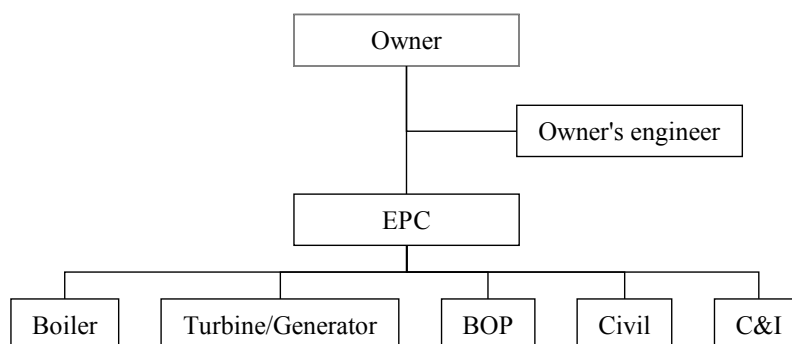 Owner
Owner's engineer
EPC
Boiler
Turbine/Generator
BOP
Civil
C&I